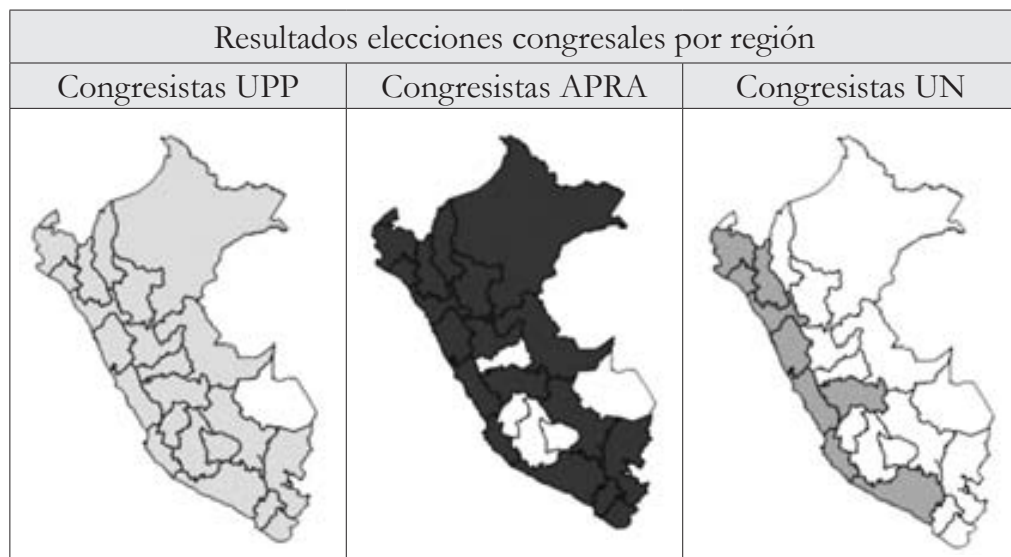 Resultados elecciones congresales por región
Congresistas UPP
Congresistas APRA
Congresistas UN